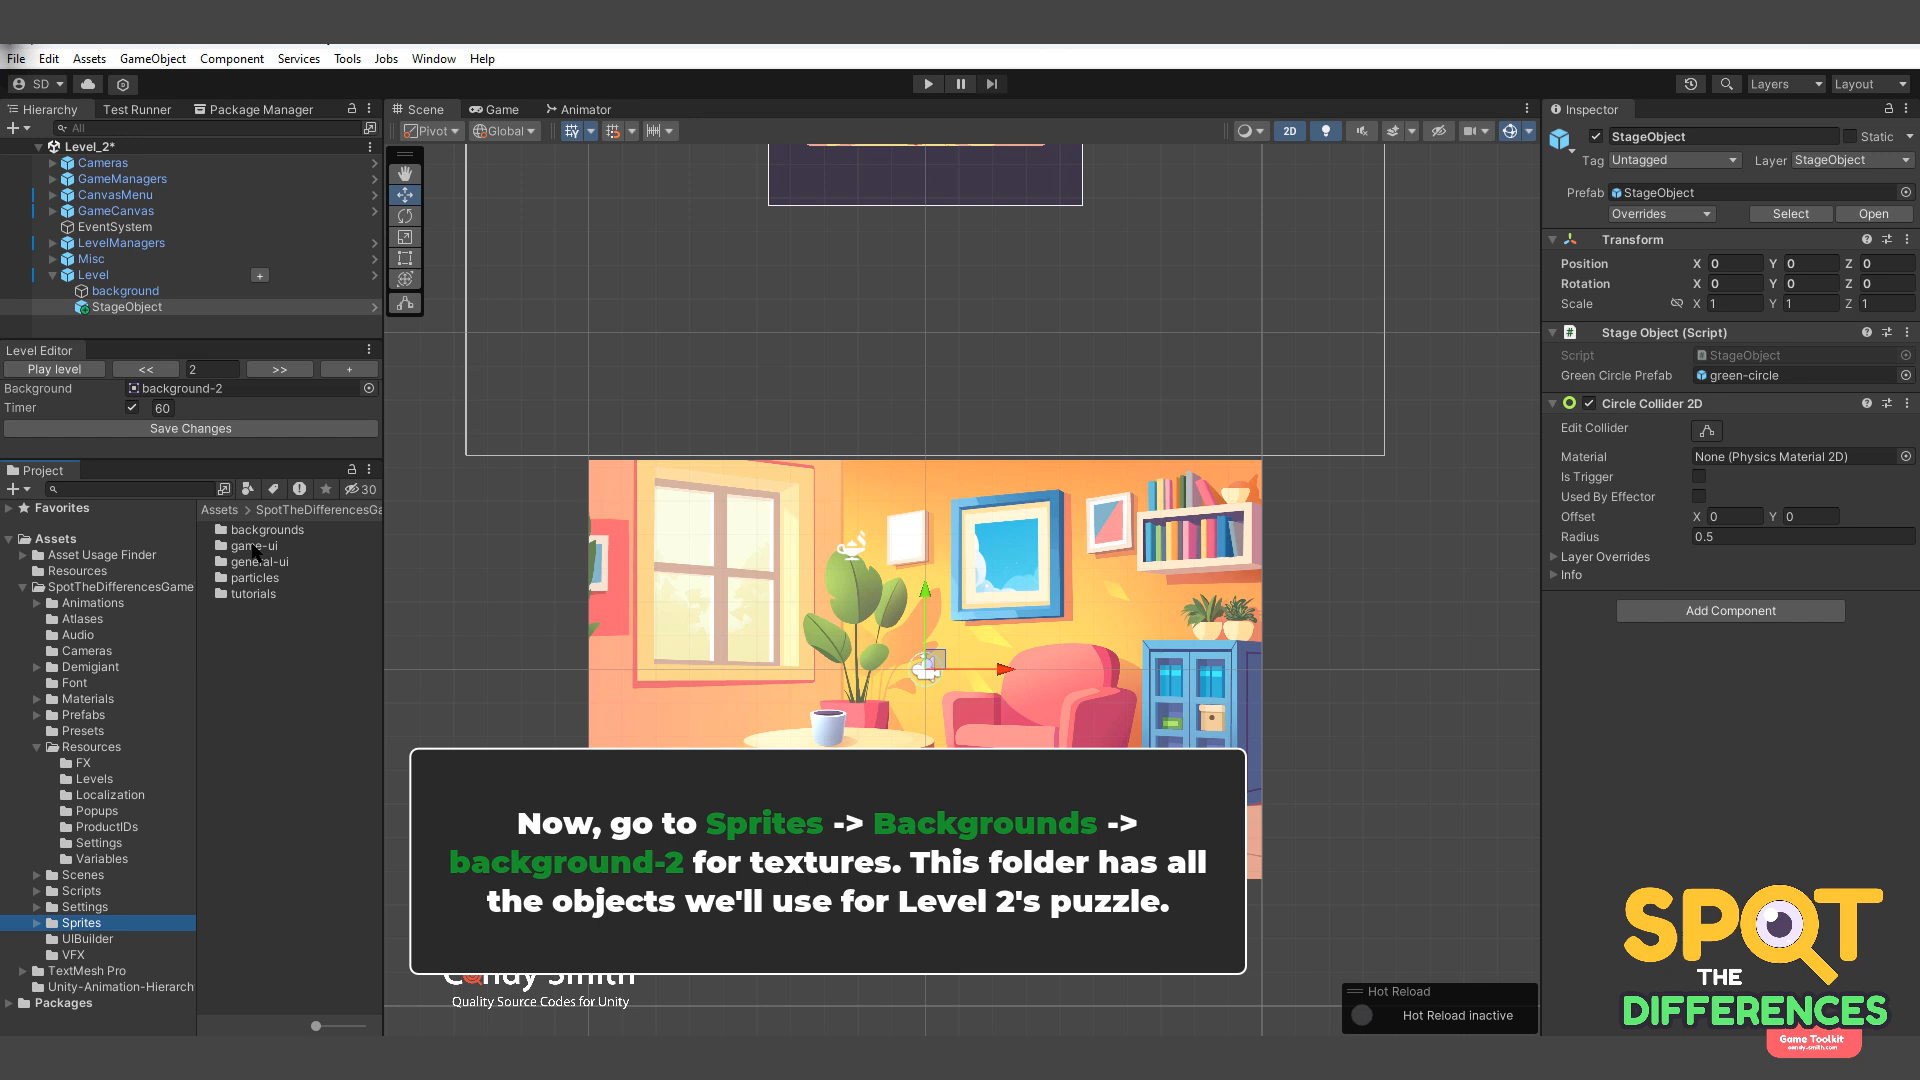 File Edit Assets GameObject Component Services Tools Jobs Window Help
SD
Layers
Layout
Hierarchy
Test Runner
Package Manager
All
Level_2*
Cameras
GameManagers
CanvasMenu
GameCanvas
EventSystem
LevelManagers
Misc
Level
background
StageObject
Level Editor
Play level
<<
2
>>
+
Background
background-2
Timer
60
Save Changes
Project
30
Favorites
Assets
Asset Usage Finder
Resources
SpotTheDifferencesGame
Animations
Atlases
Audio
Cameras
Demigiant
Font
Materials
Prefabs
Presets
Resources
FX
Levels
Localization
Popups
ProductIDs
Settings
Variables
Scenes
Scripts
Settings
Sprites
UIBuilder
VFX
TextMesh Pro
Unity-Animation-Hierarch
Packages
Assets > SpotTheDifferencesGa
backgrounds
game-ui
general-ui
particles
tutorials
Scene
Game
Animator
Pivot
Global
2D
Now, go to Sprites -> Backgrounds ->
background-2 for textures. This folder has all
the objects we'll use for Level 2's puzzle.
Candy Smith
Quality Source Codes for Unity
Hot Reload
Hot Reload inactive
Inspector
StageObject
Static
Tag Untagged
Layer StageObject
Prefab StageObject
Overrides
Select
Open
Transform
Position X 0 Y 0 Z 0
Rotation X 0 Y 0 Z 0
Scale X 1 Y 1 Z 1
# Stage Object (Script)
Script StageObject
Green Circle Prefab green-circle
Circle Collider 2D
Edit Collider
Material None (Physics Material 2D)
Is Trigger
Used By Effector
Offset X 0 Y 0
Radius 0.5
Layer Overrides
Info
Add Component
SPOT
THE
DIFFERENCES
Game Toolkit
candy-smith.com